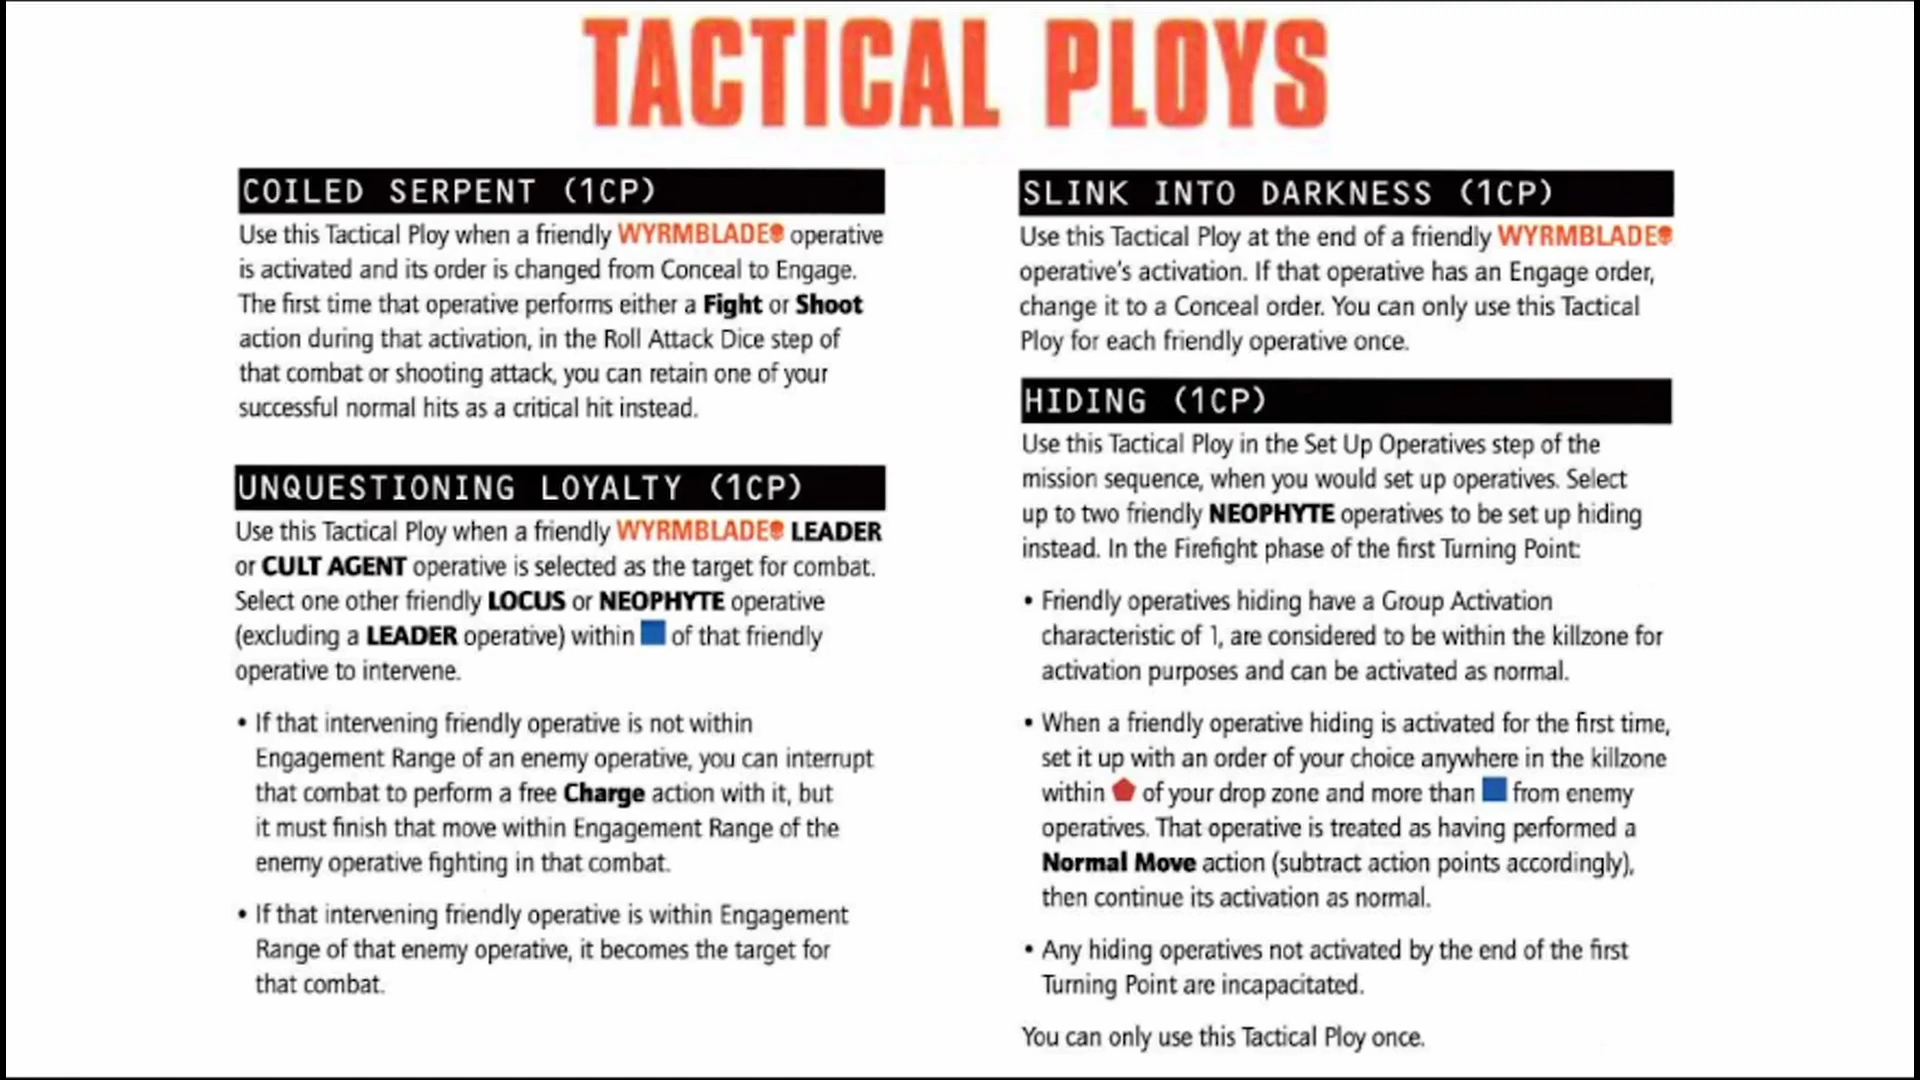 TACTICAL PLOYS
COILED SERPENT (1CP)
Use this Tactical Ploy when a friendly WYRMBLADE operative
is activated and its order is changed from Conceal to Engage.
The first time that operative performs either a Fight or Shoot
action during that activation, in the Roll Attack Dice step of
that combat or shooting attack, you can retain one of your
successful normal hits as a critical hit instead.
UNQUESTIONING LOYALTY (1CP)
Use this Tactical Ploy when a friendly WYRMBLADE LEADER
or CULT AGENT operative is selected as the target for combat.
Select one other friendly LOCUS or NEOPHYTE operative
(excluding a LEADER operative) within of that friendly
operative to intervene.
• If that intervening friendly operative is not within
Engagement Range of an enemy operative, you can interrupt
that combat to perform a free Charge action with it, but
it must finish that move within Engagement Range of the
enemy operative fighting in that combat.
• If that intervening friendly operative is within Engagement
Range of that enemy operative, it becomes the target for
that combat.
SLINK INTO DARKNESS (1CP)
Use this Tactical Ploy at the end of a friendly WYRMBLADE
operative's activation. If that operative has an Engage order,
change it to a Conceal order. You can only use this Tactical
Ploy for each friendly operative once.
HIDING (1CP)
Use this Tactical Ploy in the Set Up Operatives step of the
mission sequence, when you would set up operatives. Select
up to two friendly NEOPHYTE operatives to be set up hiding
instead. In the Firefight phase of the first Turning Point:
• Friendly operatives hiding have a Group Activation
characteristic of 1, are considered to be within the killzone for
activation purposes and can be activated as normal.
• When a friendly operative hiding is activated for the first time,
set it up with an order of your choice anywhere in the killzone
within of your drop zone and more than from enemy
operatives. That operative is treated as having performed a
Normal Move action (subtract action points accordingly),
then continue its activation as normal.
• Any hiding operatives not activated by the end of the first
Turning Point are incapacitated.
You can only use this Tactical Ploy once.